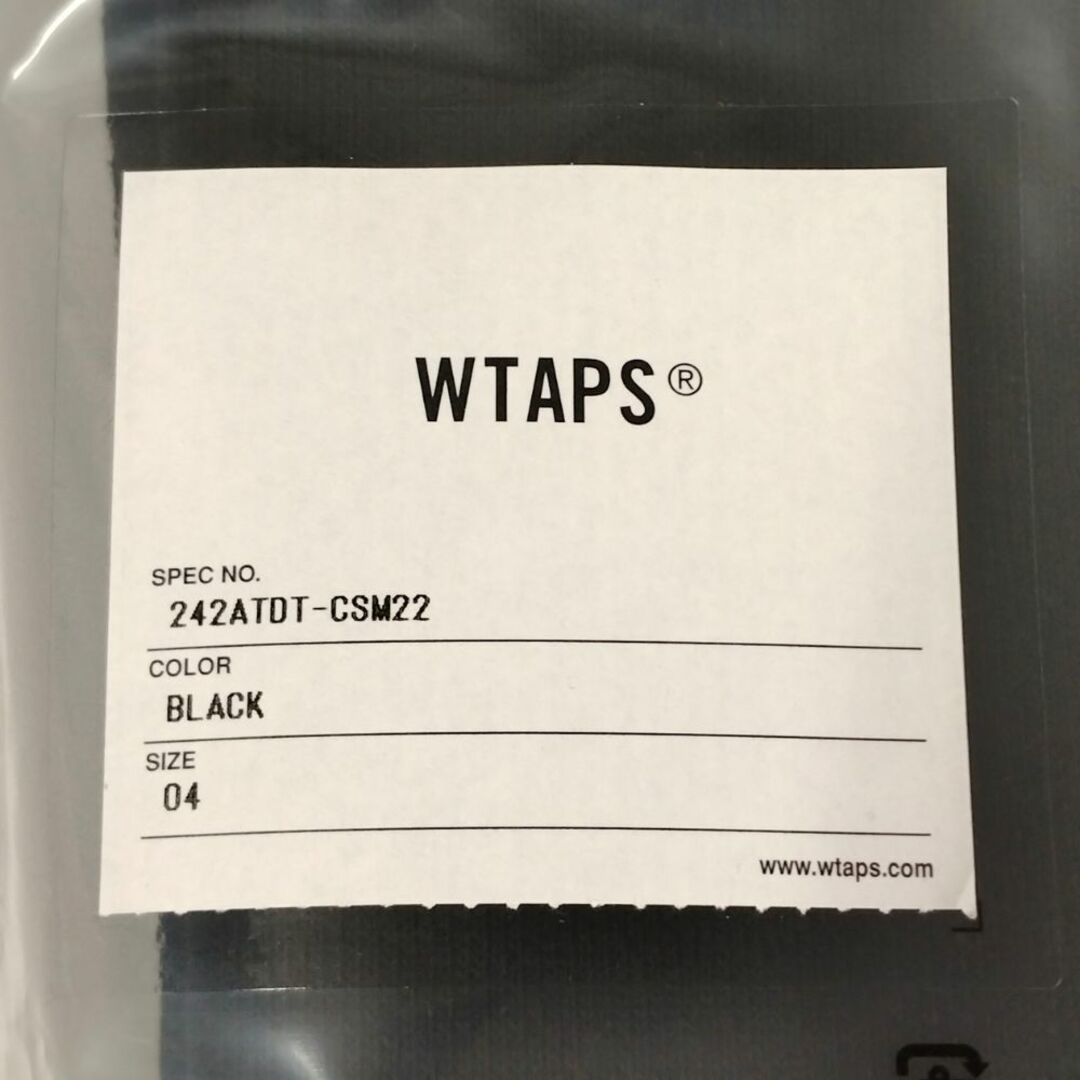 WTAPS®
SPEC NO.
242ATDT-CSM22
COLOR
BLACK
SIZE
04
www.wtaps.com